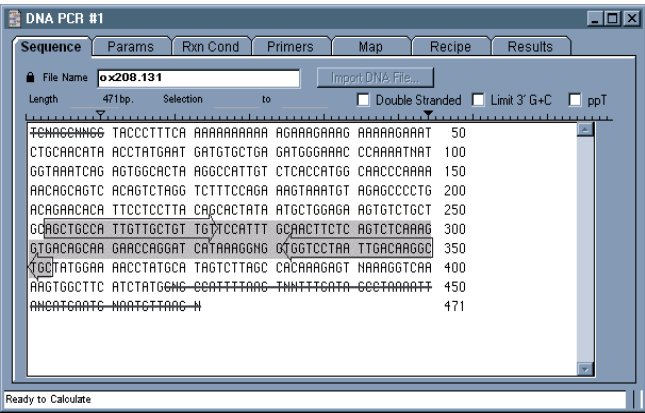 DNA PCR #1
Sequence Params Rxn Cond Primers Map Recipe Results
File Name ox208.131 Import DNA File...
Length 471bp. Selection to Double Stranded Limit 3' G+C ppT
TCNAGCNNGG TACCCTTTCA AAAAAAAAAA AGAAAGAAAG AAAAAGAAAT 50
CTGCAACATA ACCTATGAAT GATGTGCTGA GATGGGAAAC CCAAAATNAT 100
GGTAAATCAG AGTGGCACTA AGGCCATTGT CTCACCATGG CAACCCAAAA 150
AACAGCAGTC ACAGTCTAGG TCTTTCCAGA AAGTAAATGT AGAGCCCCTG 200
ACAGAACACA TTCCTCCTTA CAGCACTATA ATGCTGGAGA AGTGTCTGCT 250
GCAGCTGCCA TTGTTGCTGT TGTTCCATTT GCAACTTCTC AGTCTCAAAG 300
GTGACAGCAA GAACCAGGAT CATAAAGGNG GTGGTCCTAA TTGACAAGGC 350
TGCTATGGAA AACCTATGCA TAGTCTTAGC CACAAAGAGT NAAAGGTCAA 400
AAGTGGCTTC ATCTATGGNG CCATTTTAAG TNNTTTGATA GCCTAAAATT 450
ANCATGAATG NAATGTTAAG N 471
Ready to Calculate